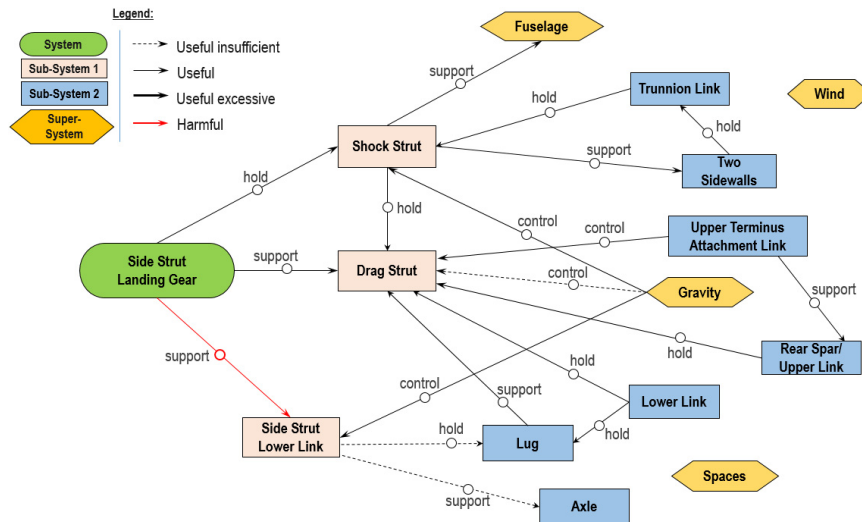 Legend:
System
Sub-System 1
Sub-System 2
Super-
System
Useful insufficient
Useful
Useful excessive
Harmful
Fuselage
support
Trunnion Link
Wind
hold
hold
Shock Strut
support
Two
Sidewalls
hold
hold
control
Upper Terminus
Attachment Link
control
Side Strut
Landing Gear
support
Drag Strut
control
Gravity
support
support
hold
Rear Spar/
Upper Link
control
support
hold
Lower Link
Side Strut
Lower Link
hold
Lug
hold
support
Spaces
Axle